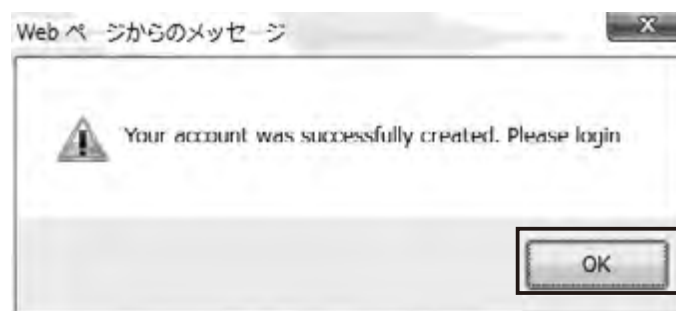 Web ページからのメッセージ
X
Your account was successfully created. Please login
OK